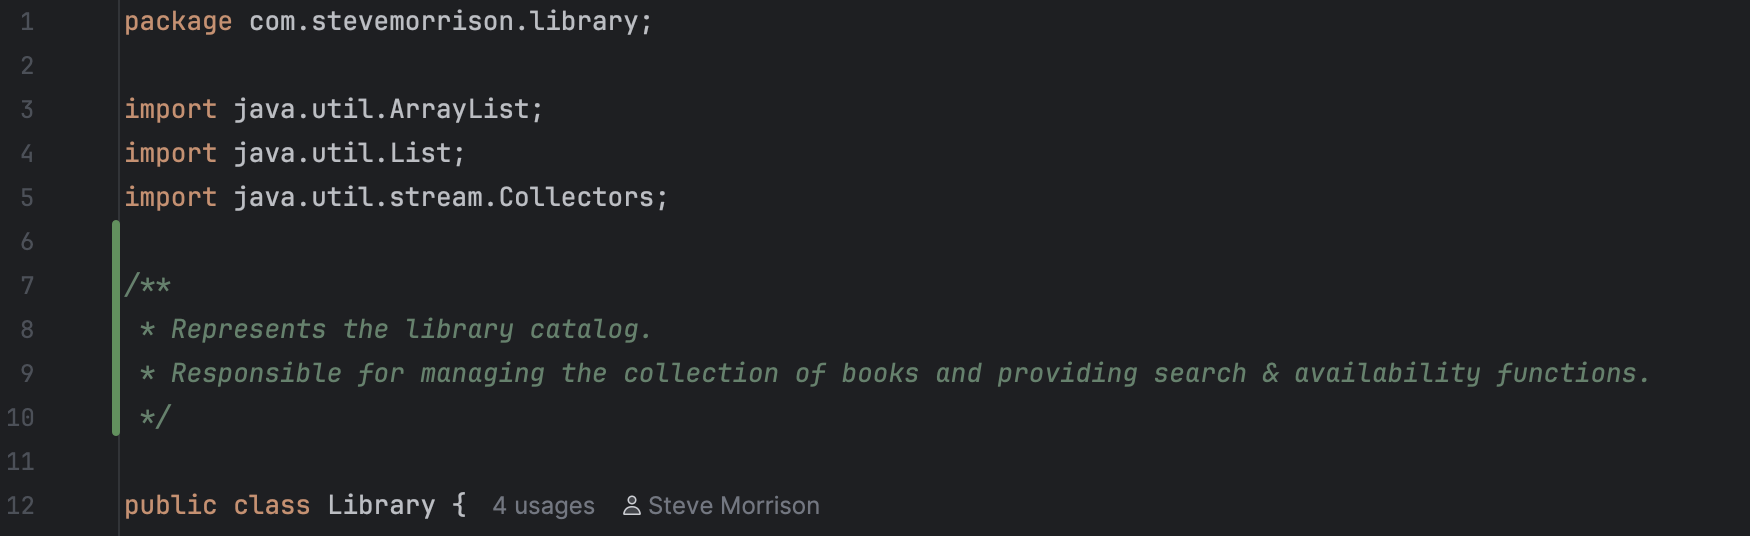 1 package com.stevemorrison.library;
2
3 import java.util.ArrayList;
4 import java.util.List;
5 import java.util.stream.Collectors;
6
7 /**
8  * Represents the library catalog.
9  * Responsible for managing the collection of books and providing search & availability functions.
10  */
11
12 public class Library { 4 usages Steve Morrison